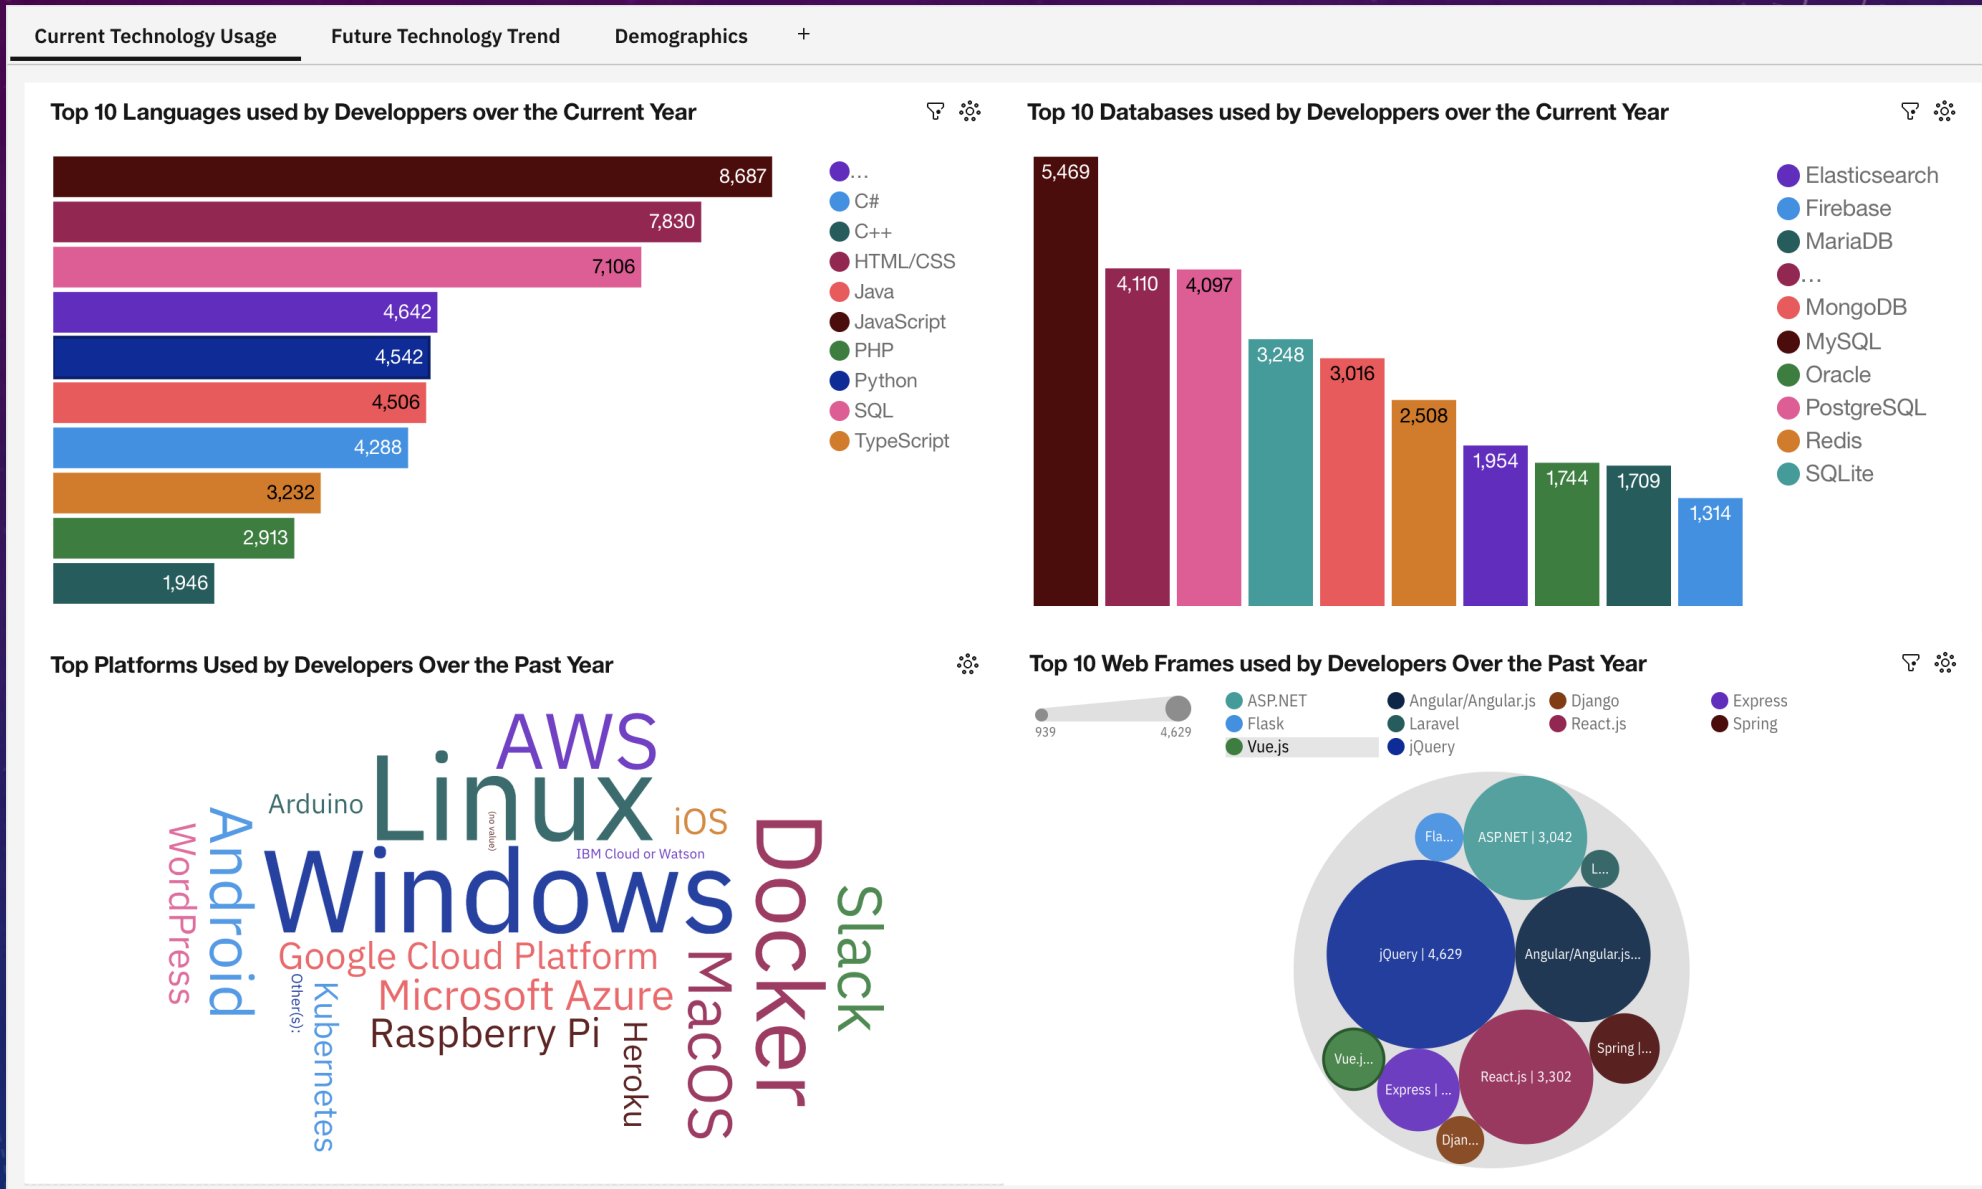 Current Technology Usage
Future Technology Trend
Demographics
+
Top 10 Languages used by Developpers over the Current Year
8,687
7,830
7,106
4,642
4,542
4,506
4,288
3,232
2,913
1,946
...
C#
C++
HTML/CSS
Java
JavaScript
PHP
Python
SQL
TypeScript
Top 10 Databases used by Developpers over the Current Year
5,469
4,110
4,097
3,248
3,016
2,508
1,954
1,744
1,709
1,314
Elasticsearch
Firebase
MariaDB
...
MongoDB
MySQL
Oracle
PostgreSQL
Redis
SQLite
Top Platforms Used by Developers Over the Past Year
AWS
Linux
Arduino
(no value)
iOS
IBM Cloud or Watson
WordPress
Android
Windows
Docker
Slack
Google Cloud Platform
Other(s):
Kubernetes
Microsoft Azure
MacOS
Raspberry Pi
Heroku
Top 10 Web Frames used by Developers Over the Past Year
939
4,629
ASP.NET
Angular/Angular.js
Django
Express
Flask
Laravel
React.js
Spring
Vue.js
jQuery
Fla...
ASP.NET | 3,042
L...
jQuery | 4,629
Angular/Angular.js...
Vue.j...
Express | ...
React.js | 3,302
Spring |...
Djan...